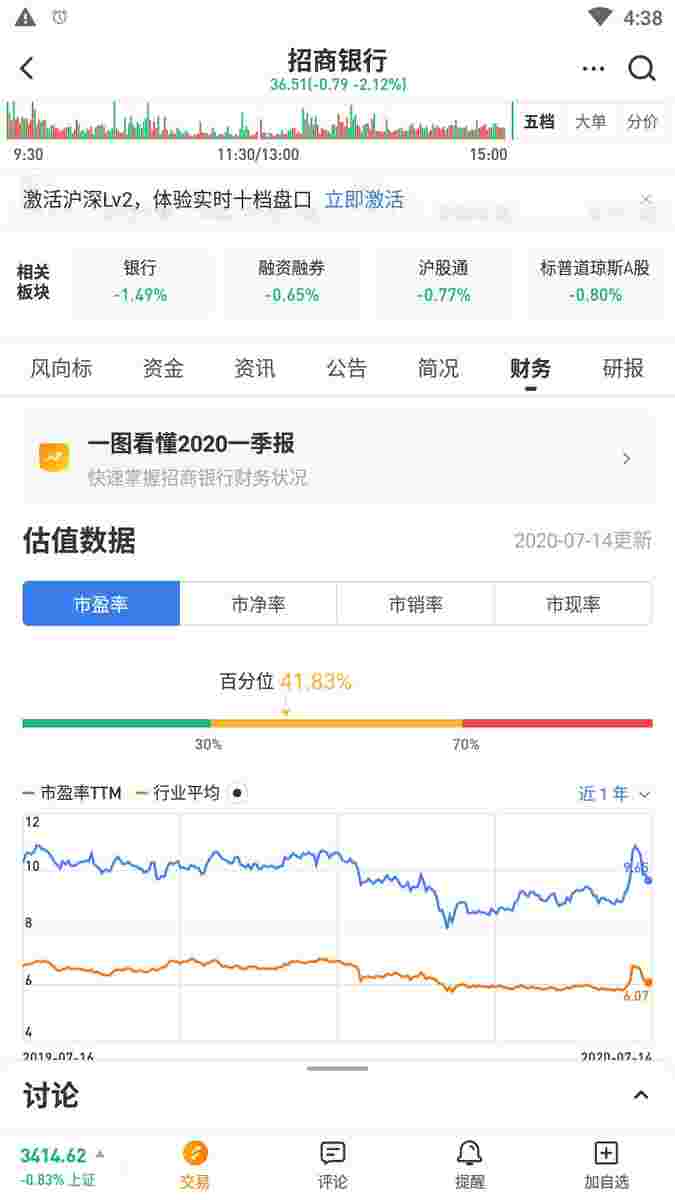 4:38
招商银行
36.51(-0.79 -2.12%)
五档 大单 分价
9:30 11:30/13:00 15:00
激活沪深Lv2，体验实时十档盘口 立即激活
相关板块
银行 融资融券 沪股通 标普道琼斯A股
-1.49% -0.65% -0.77% -0.80%
风向标 资金 资讯 公告 简况 财务 研报
一图看懂2020一季报
快速掌握招商银行财务状况
估值数据 2020-07-14更新
市盈率 市净率 市销率 市现率
百分位 41.83%
30% 70%
市盈率TTM 行业平均 近1年
12
10
9.65
8
6
6.07
4
2019-07-16 2020-07-14
讨论
3414.62
-0.83% 上证
交易 评论 提醒 加自选